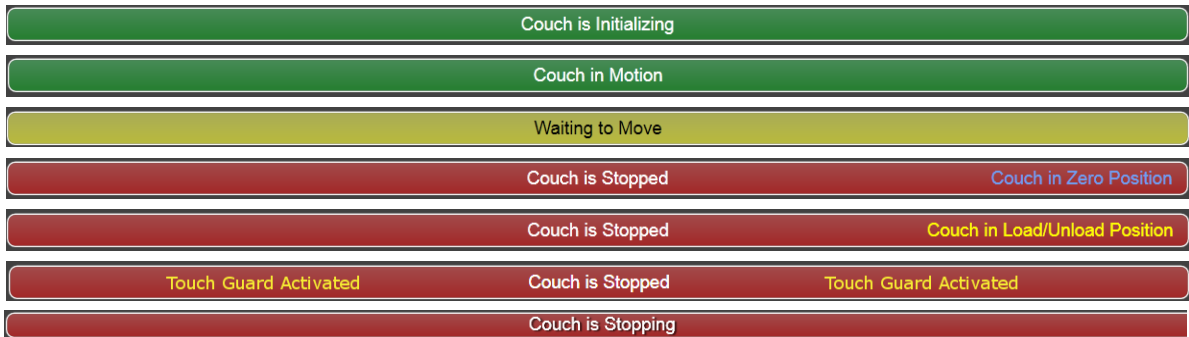 Couch is Initializing
Couch in Motion
Waiting to Move
Couch is Stopped Couch in Zero Position
Couch is Stopped Couch in Load/Unload Position
Touch Guard Activated Couch is Stopped Touch Guard Activated
Couch is Stopping